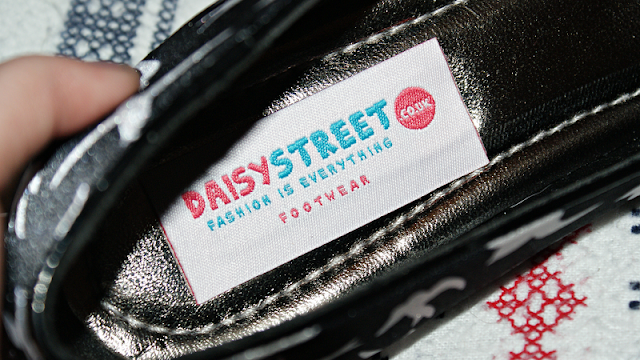 DAISYSTREET CO.UK
FASHION IS EVERYTHING
FOOTWEAR